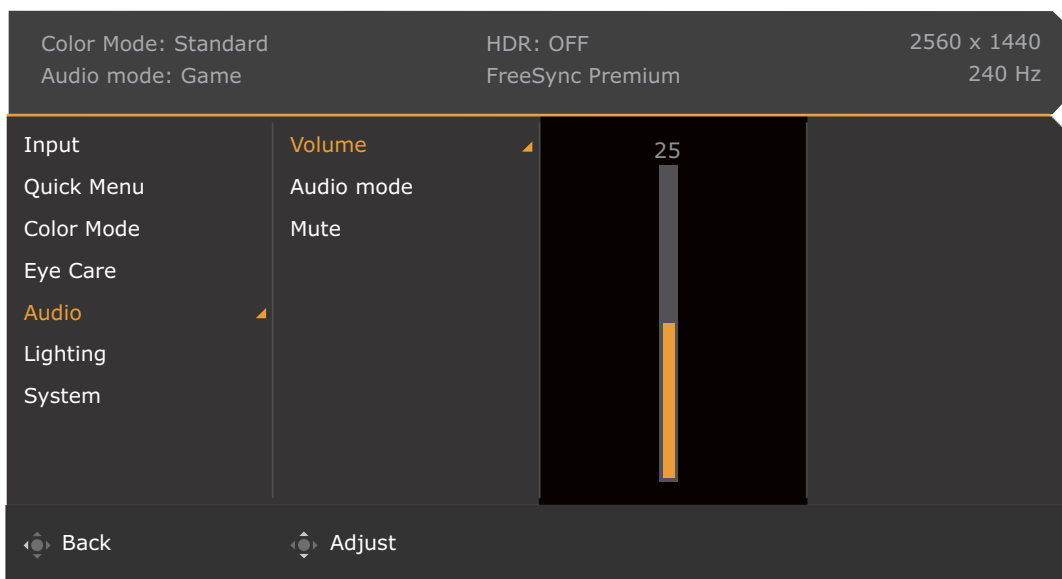 Color Mode: Standard
HDR: OFF
2560 x 1440
Audio mode: Game
FreeSync Premium
240 Hz
Input
Quick Menu
Color Mode
Eye Care
Audio
Lighting
System
Volume
Audio mode
Mute
25
Back
Adjust